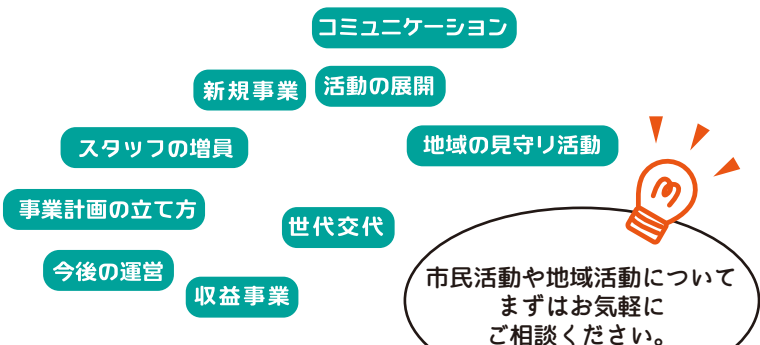 コミュニケーション
新規事業
活動の展開
スタッフの増員
地域の見守り活動
事業計画の立て方
世代交代
今後の運営
収益事業
市民活動や地域活動について
まずはお気軽に
ご相談ください。